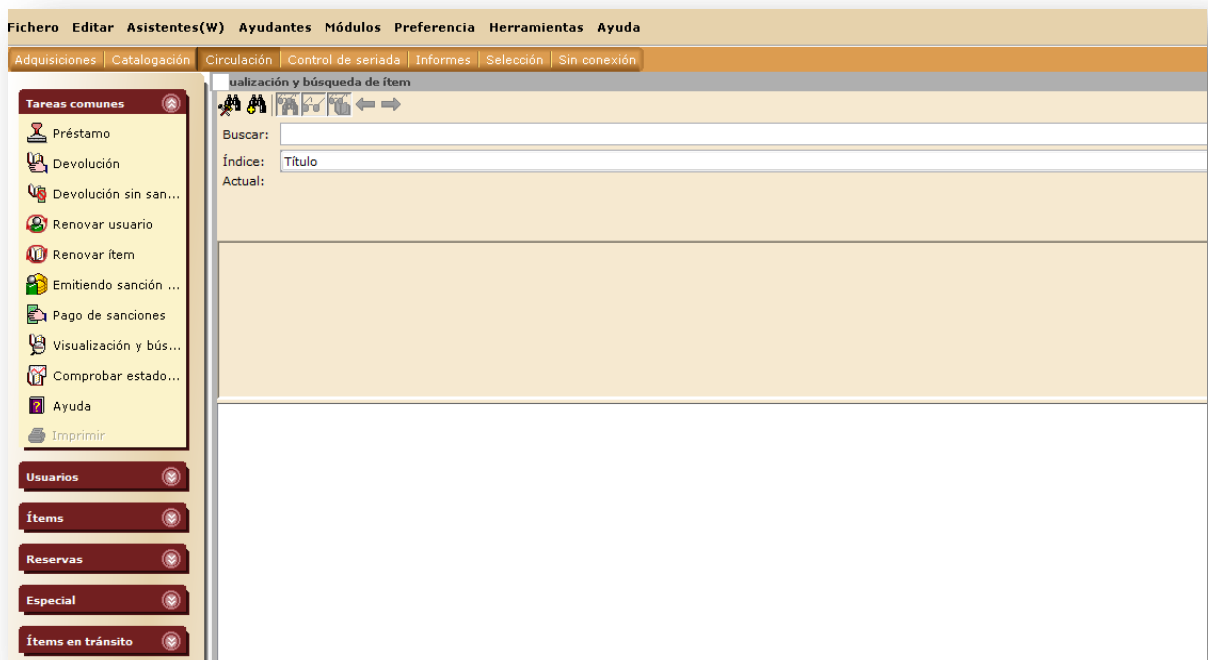 Fichero Editar Asistentes(W) Ayudantes Módulos Preferencia Herramientas Ayuda
Adquisiciones Catalogación Circulación Control de seriada Informes Selección Sin conexión
ualización y búsqueda de ítem
Tareas comunes
Préstamo
Devolución
Devolución sin san...
Renovar usuario
Renovar ítem
Emitiendo sanción ...
Pago de sanciones
Visualización y bús...
Comprobar estado...
Ayuda
Imprimir
Usuarios
Ítems
Reservas
Especial
Ítems en tránsito
Buscar:
Índice: Título
Actual: